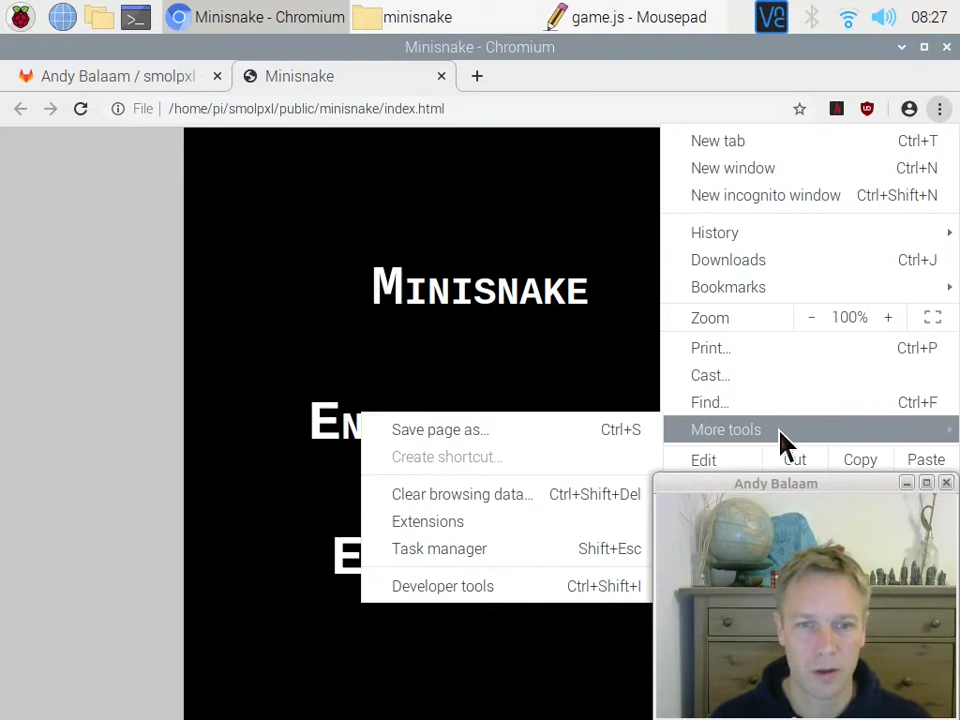 Minisnake - Chromium
minisnake
game.js - Mousepad
08:27
Minisnake - Chromium
Andy Balaam / smolpxl
Minisnake
File
/home/pi/smolpxl/public/minisnake/index.html
New tab Ctrl+T
New window Ctrl+N
New incognito window Ctrl+Shift+N
History
Downloads Ctrl+J
Bookmarks
Zoom - 100% +
Print... Ctrl+P
Cast...
Find... Ctrl+F
More tools
Edit Cut Copy Paste
Save page as... Ctrl+S
Create shortcut...
Clear browsing data... Ctrl+Shift+Del
Extensions
Task manager Shift+Esc
Developer tools Ctrl+Shift+I
MINISNAKE
EN
E
Andy Balaam